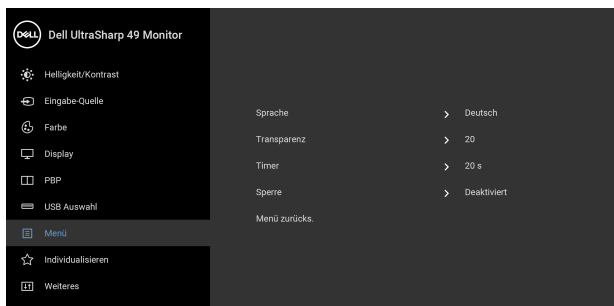 DELL Dell UltraSharp 49 Monitor
Helligkeit/Kontrast
Eingabe-Quelle
Farbe
Display
PBP
USB Auswahl
Menü
Individualisieren
Weiteres
Sprache > Deutsch
Transparenz > 20
Timer > 20 s
Sperre > Deaktiviert
Menü zurücks.